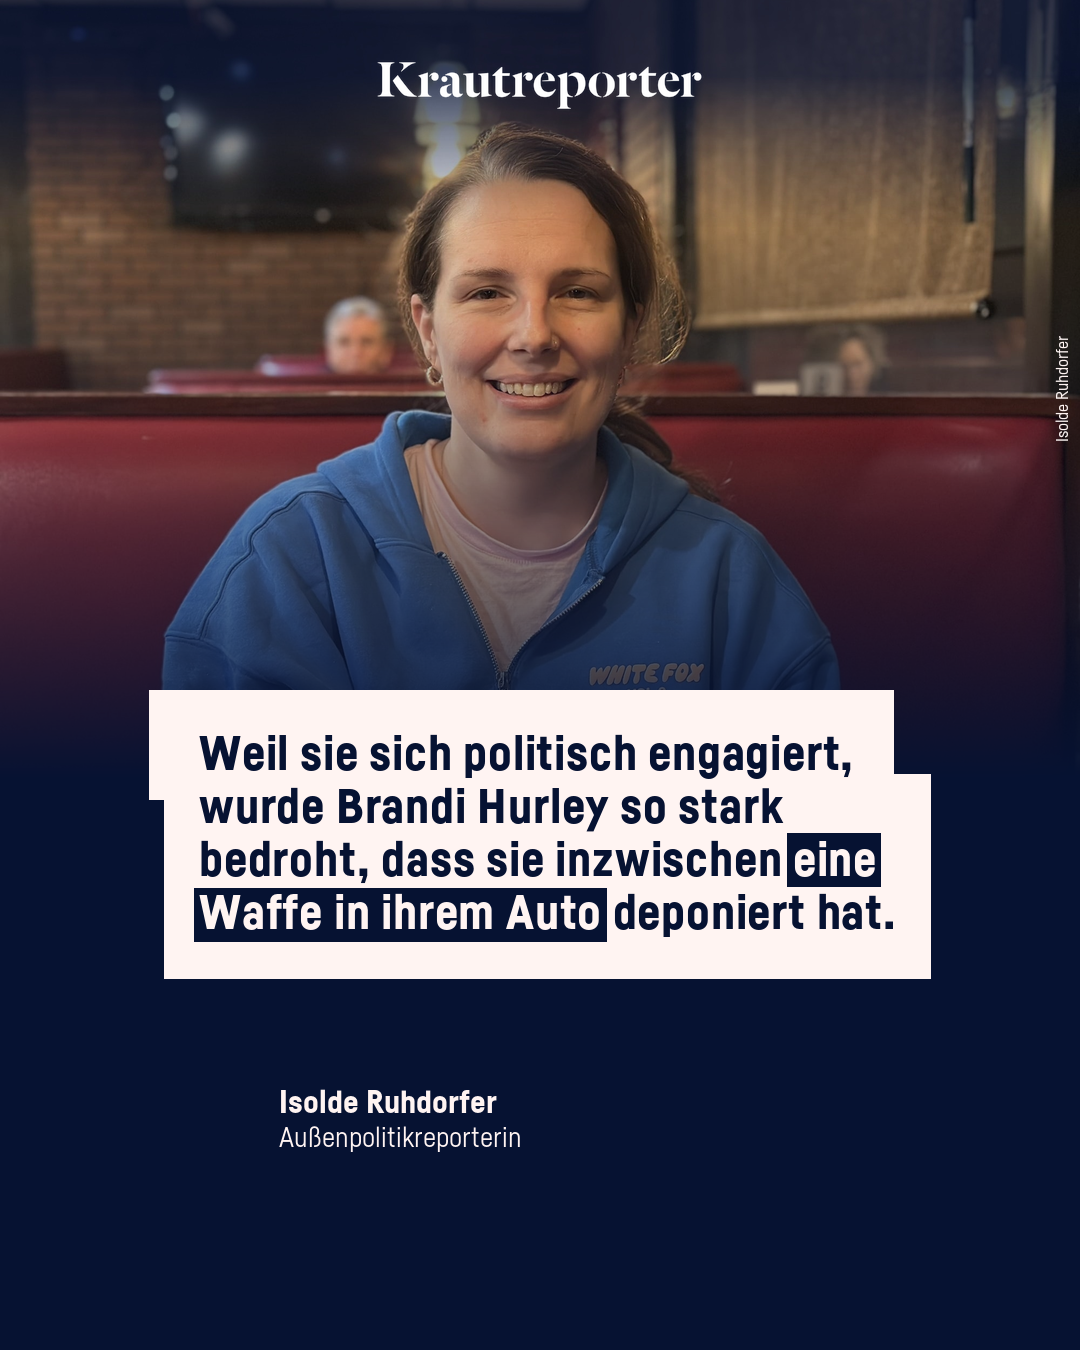 Krautreporter
Isolde Ruhdorfer
WHITE FOX
Weil sie sich politisch engagiert,
wurde Brandi Hurley so stark
bedroht, dass sie inzwischen eine
Waffe in ihrem Auto deponiert hat.
Isolde Ruhdorfer
Außenpolitikreporterin